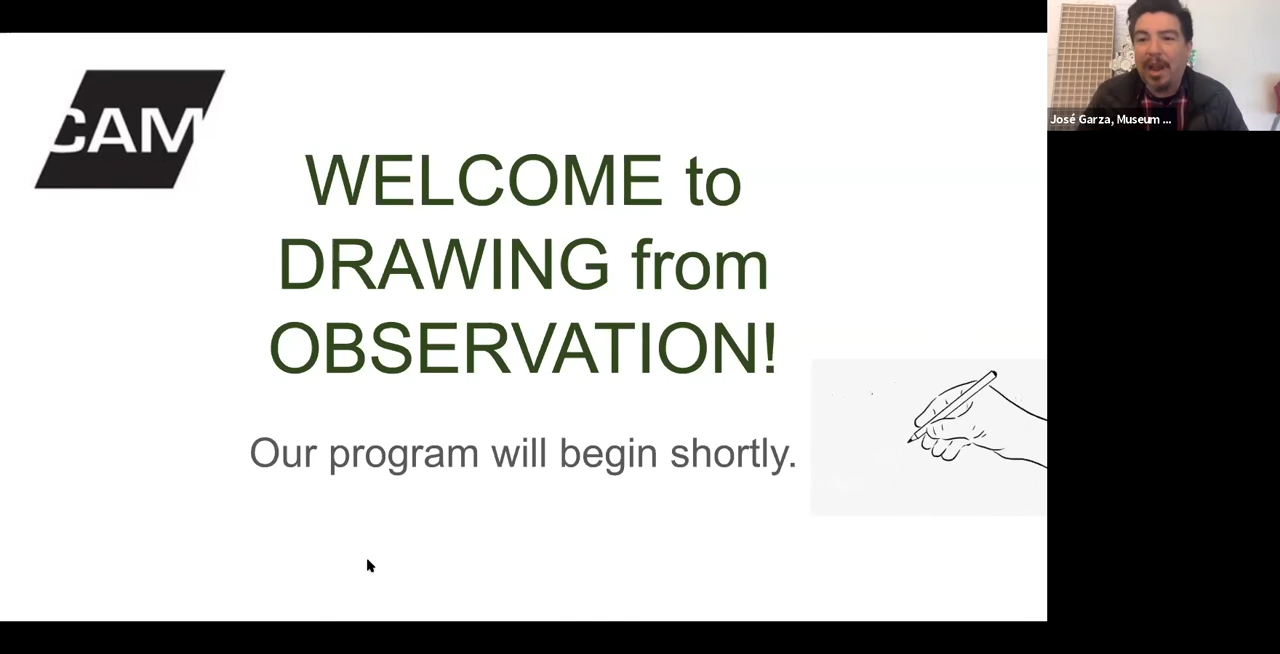 CAM
WELCOME to
DRAWING from
OBSERVATION!
Our program will begin shortly.
José Garza, Museum ...